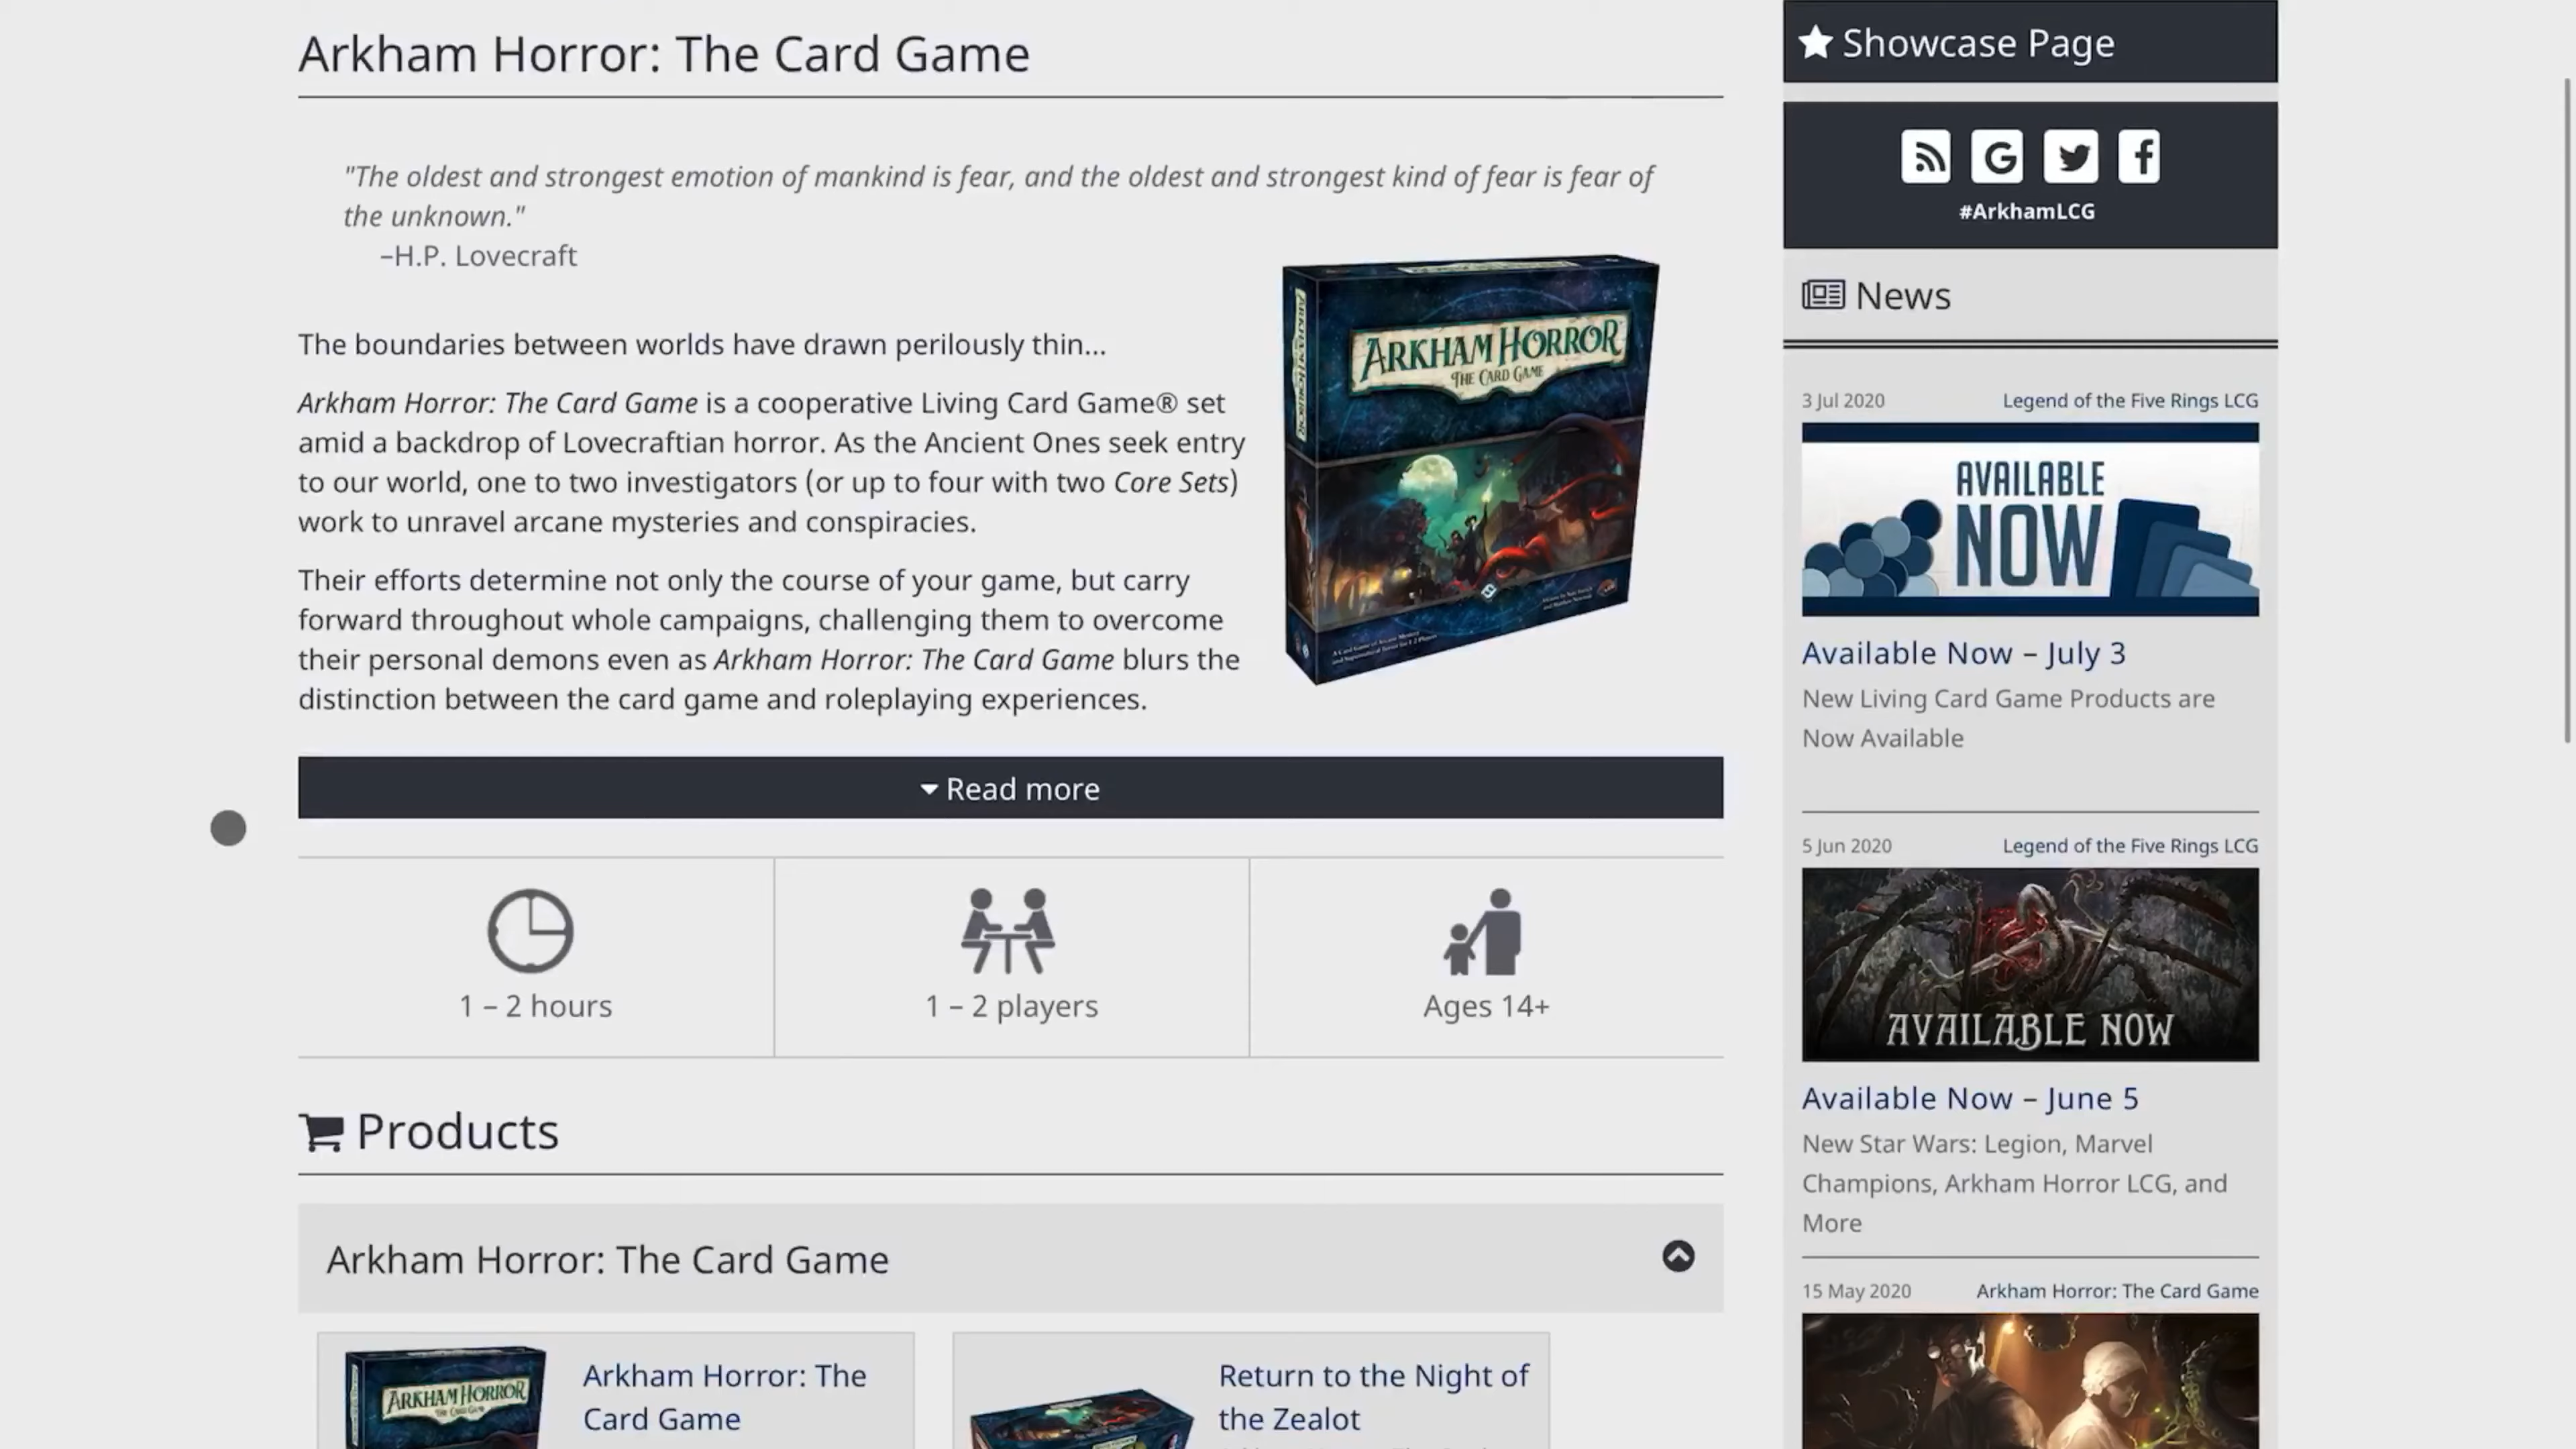 Arkham Horror: The Card Game
"The oldest and strongest emotion of mankind is fear, and the oldest and strongest kind of fear is fear of
the unknown."
–H.P. Lovecraft
The boundaries between worlds have drawn perilously thin...
Arkham Horror: The Card Game is a cooperative Living Card Game® set
amid a backdrop of Lovecraftian horror. As the Ancient Ones seek entry
to our world, one to two investigators (or up to four with two Core Sets)
work to unravel arcane mysteries and conspiracies.
Their efforts determine not only the course of your game, but carry
forward throughout whole campaigns, challenging them to overcome
their personal demons even as Arkham Horror: The Card Game blurs the
distinction between the card game and roleplaying experiences.
ARKHAM HORROR
THE CARD GAME
Read more
1 – 2 hours
1 – 2 players
Ages 14+
Products
Arkham Horror: The Card Game
ARKHAM HORROR
THE CARD GAME
Arkham Horror: The
Card Game
Return to the Night of
the Zealot
Showcase Page
#ArkhamLCG
News
3 Jul 2020
Legend of the Five Rings LCG
AVAILABLE
NOW
Available Now – July 3
New Living Card Game Products are
Now Available
5 Jun 2020
Legend of the Five Rings LCG
AVAILABLE NOW
Available Now – June 5
New Star Wars: Legion, Marvel
Champions, Arkham Horror LCG, and
More
15 May 2020
Arkham Horror: The Card Game